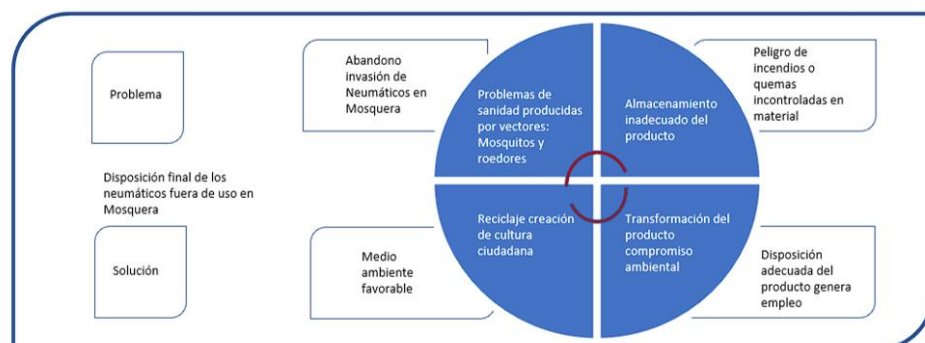 Problema
Abandono
invasión de
Neumáticos en
Mosquera
Problemas de
sanidad producidas
por vectores:
Mosquitos y
roedores
Almacenamiento
inadecuado del
producto
Peligro de
incendios o
quemas
incontroladas en
material
Disposición final de los
neumáticos fuera de uso en
Mosquera
Solución
Medio
ambiente
favorable
Reciclaje creación
de cultura
ciudadana
Transformación del
producto
compromiso
ambiental
Disposición
adecuada del
producto genera
empleo